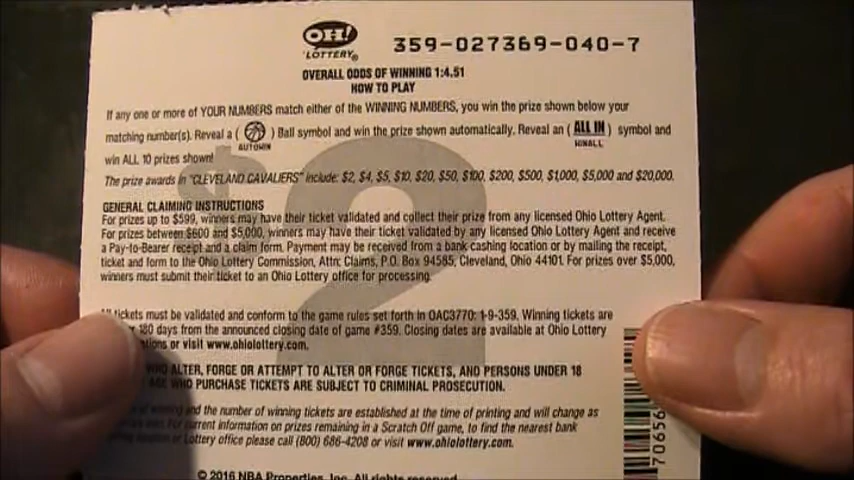 OH!
LOTTERY®
359-027369-040-7
OVERALL ODDS OF WINNING 1:4.51
HOW TO PLAY
If any one or more of YOUR NUMBERS match either of the WINNING NUMBERS, you win the prize shown below your
matching number(s). Reveal a ( AUTOWIN ) Ball symbol and win the prize shown automatically. Reveal an ( ALL IN WINALL ) symbol and
win ALL 10 prizes shown!
$2
The prize awards in "CLEVELAND CAVALIERS" include: $2, $4, $5, $10, $20, $50, $100, $200, $500, $1,000, $5,000 and $20,000.
GENERAL CLAIMING INSTRUCTIONS
For prizes up to $599, winners may have their ticket validated and collect their prize from any licensed Ohio Lottery Agent.
For prizes between $600 and $5,000, winners may have their ticket validated by any licensed Ohio Lottery Agent and receive
a Pay-to-Bearer receipt and a claim form. Payment may be received from a bank cashing location or by mailing the receipt,
ticket and form to the Ohio Lottery Commission, Attn: Claims, P.O. Box 94585, Cleveland, Ohio 44101. For prizes over $5,000,
winners must submit their ticket to an Ohio Lottery office for processing.
tickets must be validated and conform to the game rules set forth in OAC3770: 1-9-359. Winning tickets are
180 days from the announced closing date of game #359. Closing dates are available at Ohio Lottery
or visit www.ohiolottery.com.
WHO ALTER, FORGE OR ATTEMPT TO ALTER OR FORGE TICKETS, AND PERSONS UNDER 18
AGE WHO PURCHASE TICKETS ARE SUBJECT TO CRIMINAL PROSECUTION.
of winning and the number of winning tickets are established at the time of printing and will change as
For current information on prizes remaining in a Scratch Off game, to find the nearest bank
location or Lottery office please call (800) 686-4208 or visit www.ohiolottery.com.
© 2016 NBA Properties, Inc. All rights reserved.
70656